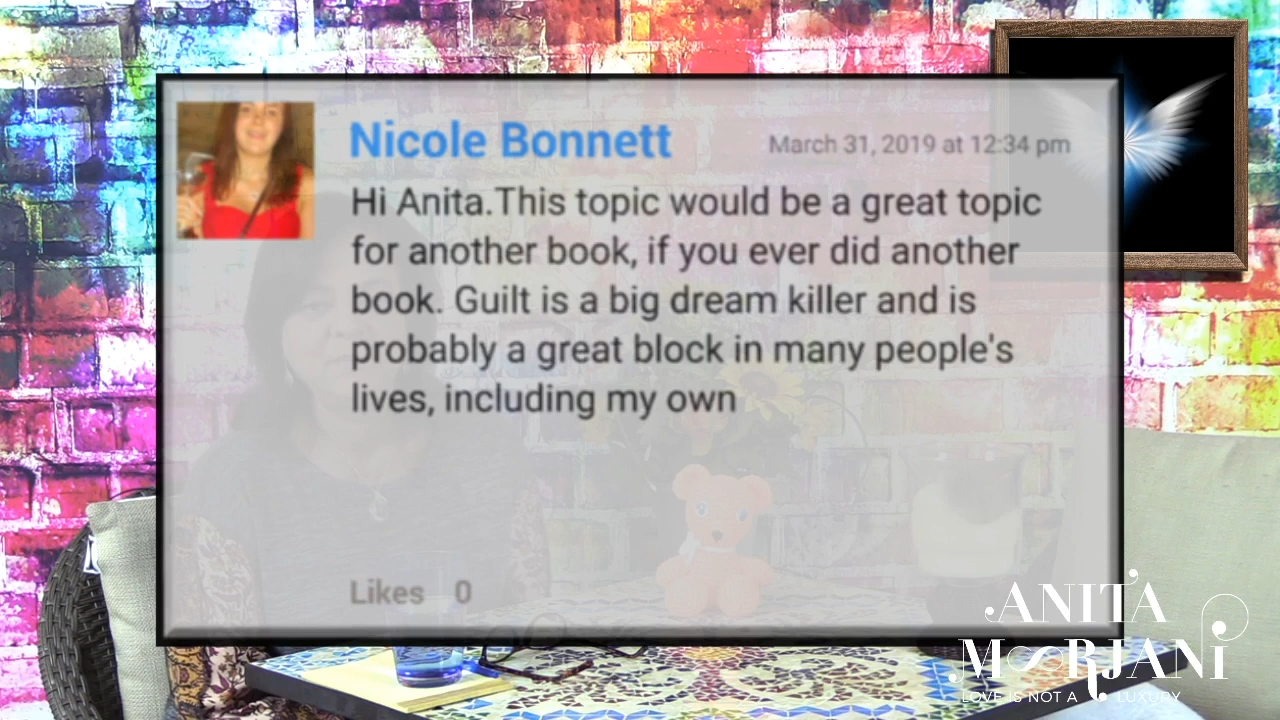 Nicole Bonnett
March 31, 2019 at 12:34 pm
Hi Anita.This topic would be a great topic
for another book, if you ever did another
book. Guilt is a big dream killer and is
probably a great block in many people's
lives, including my own
Likes 0
ANITA
MOORJANI
LOVE IS NOT A LUXURY